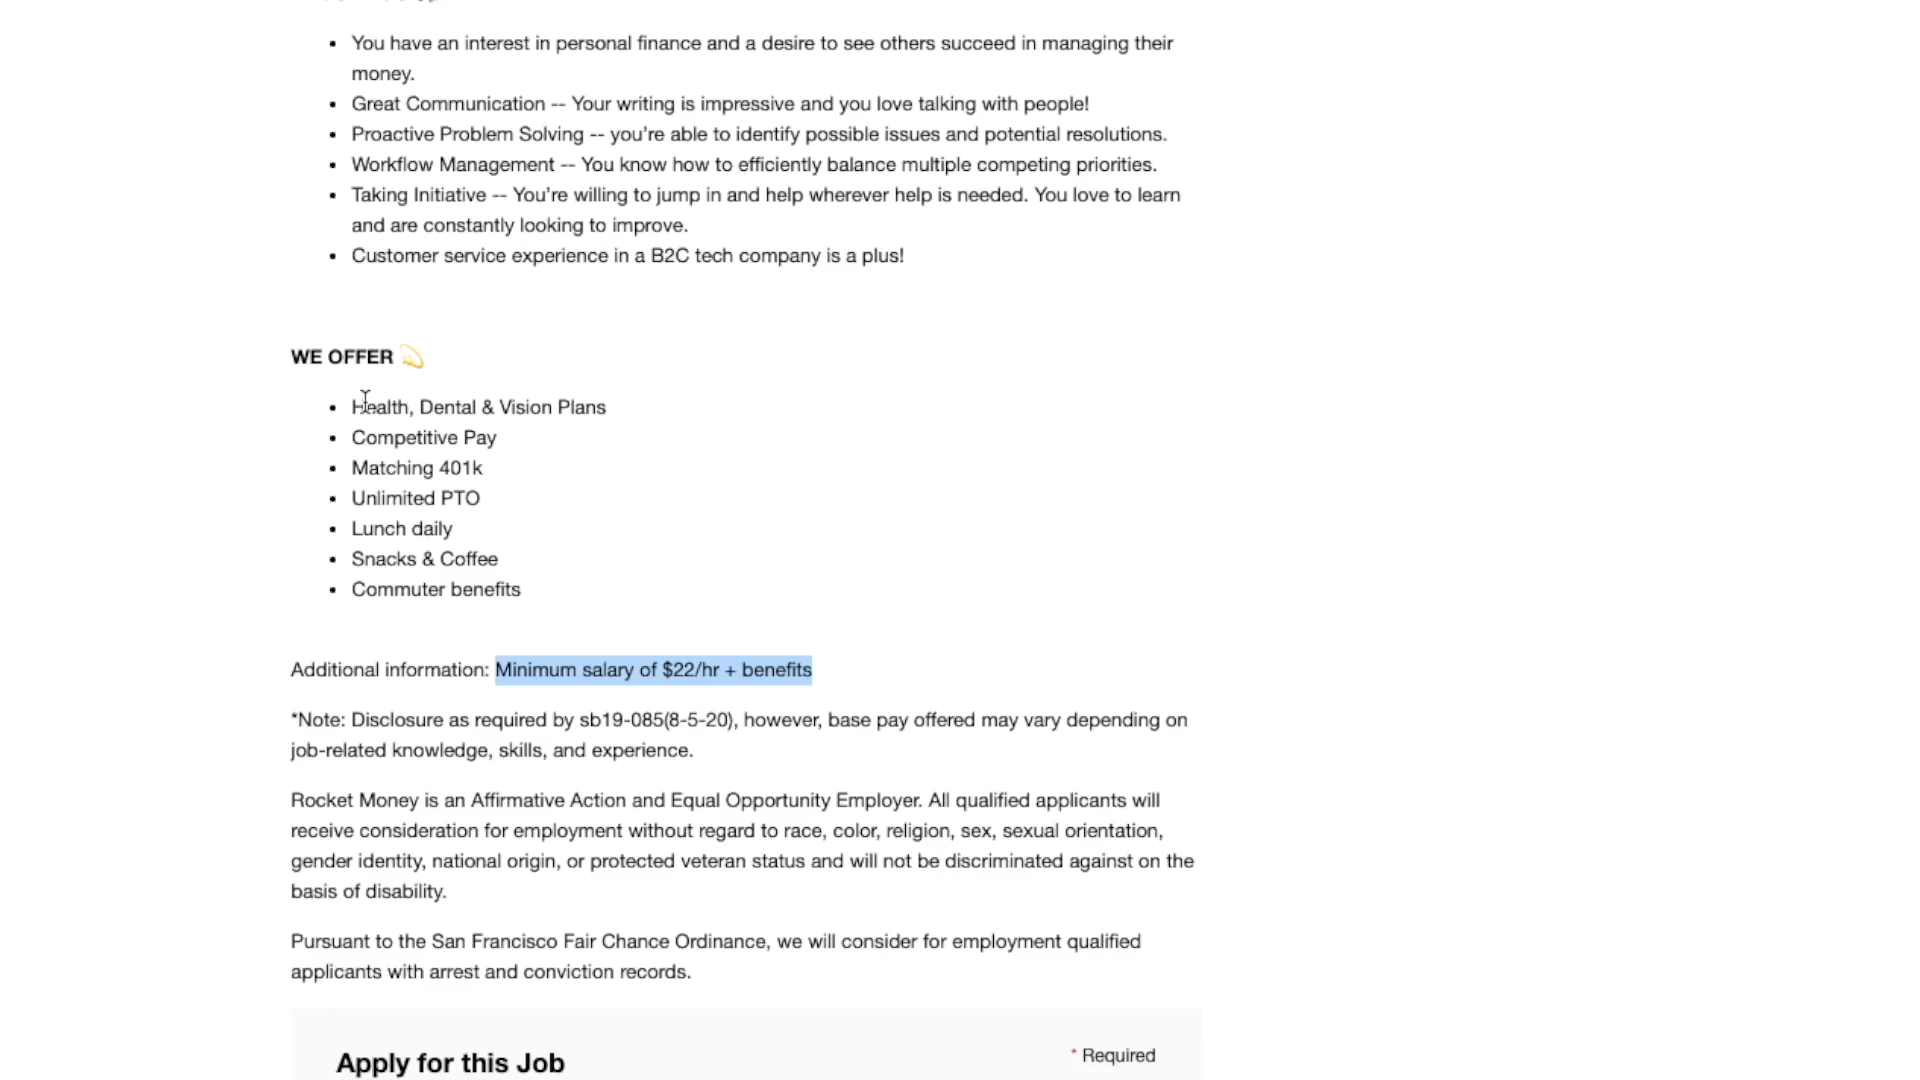 You have an interest in personal finance and a desire to see others succeed in managing their
money.
Great Communication -- Your writing is impressive and you love talking with people!
Proactive Problem Solving -- you're able to identify possible issues and potential resolutions.
Workflow Management -- You know how to efficiently balance multiple competing priorities.
Taking Initiative -- You're willing to jump in and help wherever help is needed. You love to learn
and are constantly looking to improve.
Customer service experience in a B2C tech company is a plus!
WE OFFER 💫
Health, Dental & Vision Plans
Competitive Pay
Matching 401k
Unlimited PTO
Lunch daily
Snacks & Coffee
Commuter benefits
Additional information: Minimum salary of $22/hr + benefits
*Note: Disclosure as required by sb19-085(8-5-20), however, base pay offered may vary depending on
job-related knowledge, skills, and experience.
Rocket Money is an Affirmative Action and Equal Opportunity Employer. All qualified applicants will
receive consideration for employment without regard to race, color, religion, sex, sexual orientation,
gender identity, national origin, or protected veteran status and will not be discriminated against on the
basis of disability.
Pursuant to the San Francisco Fair Chance Ordinance, we will consider for employment qualified
applicants with arrest and conviction records.
Apply for this Job
* Required